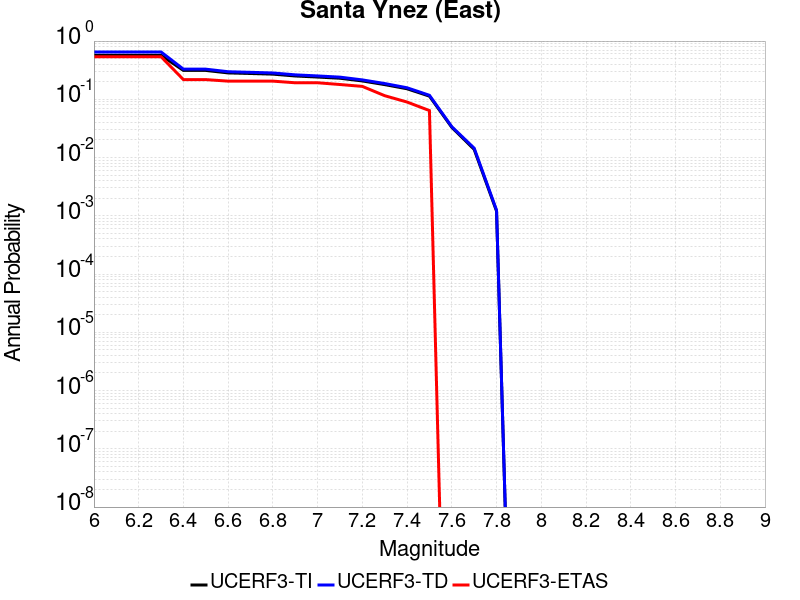 Santa Ynez (East)
10^0
10^-1
10^-2
10^-3
10^-4
10^-5
10^-6
10^-7
10^-8
Annual Probability
6 6.2 6.4 6.6 6.8 7 7.2 7.4 7.6 7.8 8 8.2 8.4 8.6 8.8 9
Magnitude
UCERF3-TI UCERF3-TD UCERF3-ETAS